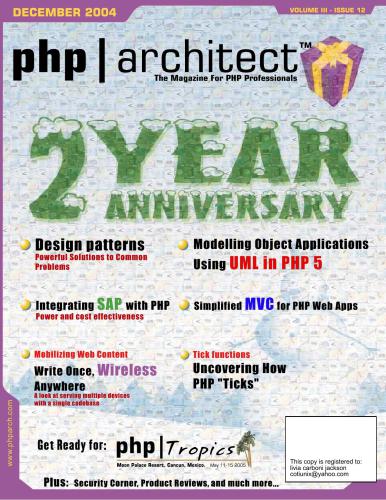 DECEMBER 2004
VOLUME III - ISSUE 12
php|architect™
The Magazine For PHP Professionals
2 YEAR
ANNIVERSARY
Design patterns
Powerful Solutions to Common
Problems
Modelling Object Applications
Using UML in PHP 5
Integrating SAP with PHP
Power and cost effectiveness
Simplified MVC for PHP Web Apps
Mobilizing Web Content
Write Once, Wireless
Anywhere
A look at serving multiple devices
with a single codebase
Tick functions
Uncovering How
PHP "Ticks"
www.phparch.com
Get Ready for: php|Tropics
Moon Palace Resort, Cancun, Mexico. May 11-15 2005
This copy is registered to:
livia carboni jackson
cotiunix@yahoo.com
Plus: Security Corner, Product Reviews, and much more...